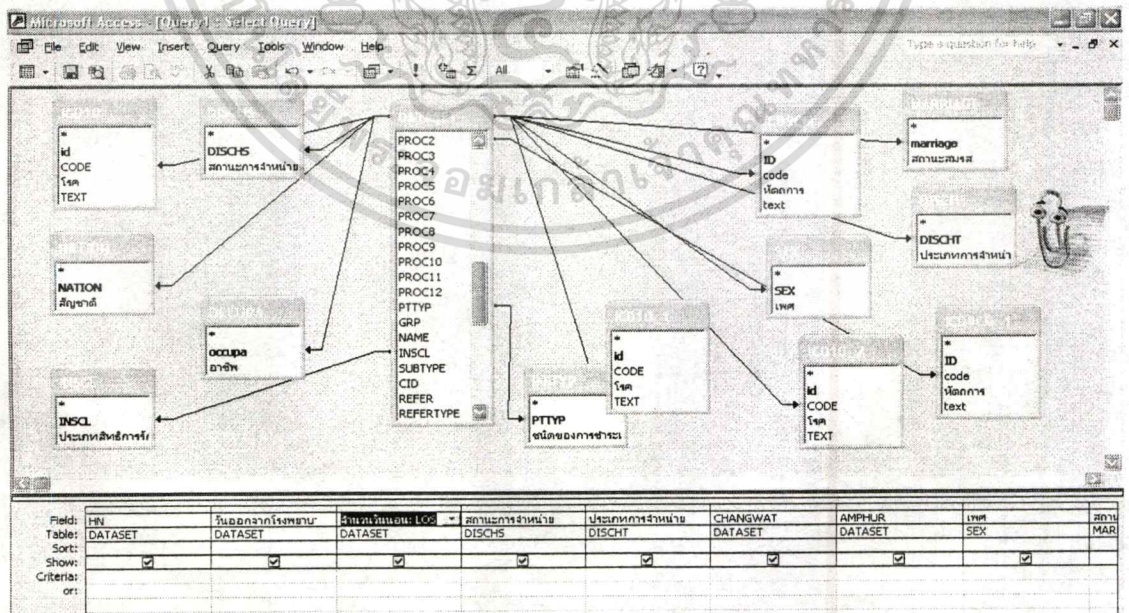 Microsoft Access - [Query1 : Select Query]
File Edit View Insert Query Tools Window Help
Type a question for help
All
*
id
CODE
โรค
TEXT
*
DISCHS
สถานะการจำหน่าย
*
NATION
สัญชาติ
*
occupa
อาชีพ
*
INSCL
ประเภทสิทธิการรั
PROC2
PROC3
PROC4
PROC5
PROC6
PROC7
PROC8
PROC9
PROC10
PROC11
PROC12
PTTYP
GRP
NAME
INSCL
SUBTYPE
CID
REFER
REFERTYPE
*
PTTYP
ชนิดของการชำระเ
*
id
CODE
โรค
TEXT
*
ID
code
หัตถการ
text
*
SEX
เพศ
*
id
CODE
โรค
TEXT
MARRIAGE
*
marriage
สถานะสมรส
*
DISCHT
ประเภทการจำหน่า
*
ID
code
หัตถการ
text
Field: HN วันออกจากโรงพยาบา จำนวนวันนอน: LOS สถานะการจำหน่าย ประเภทการจำหน่าย CHANGWAT AMPHUR เพศ สถาน
Table: DATASET DATASET DATASET DISCHS DISCHT DATASET DATASET SEX MAR
Sort:
Show:
Criteria:
or: